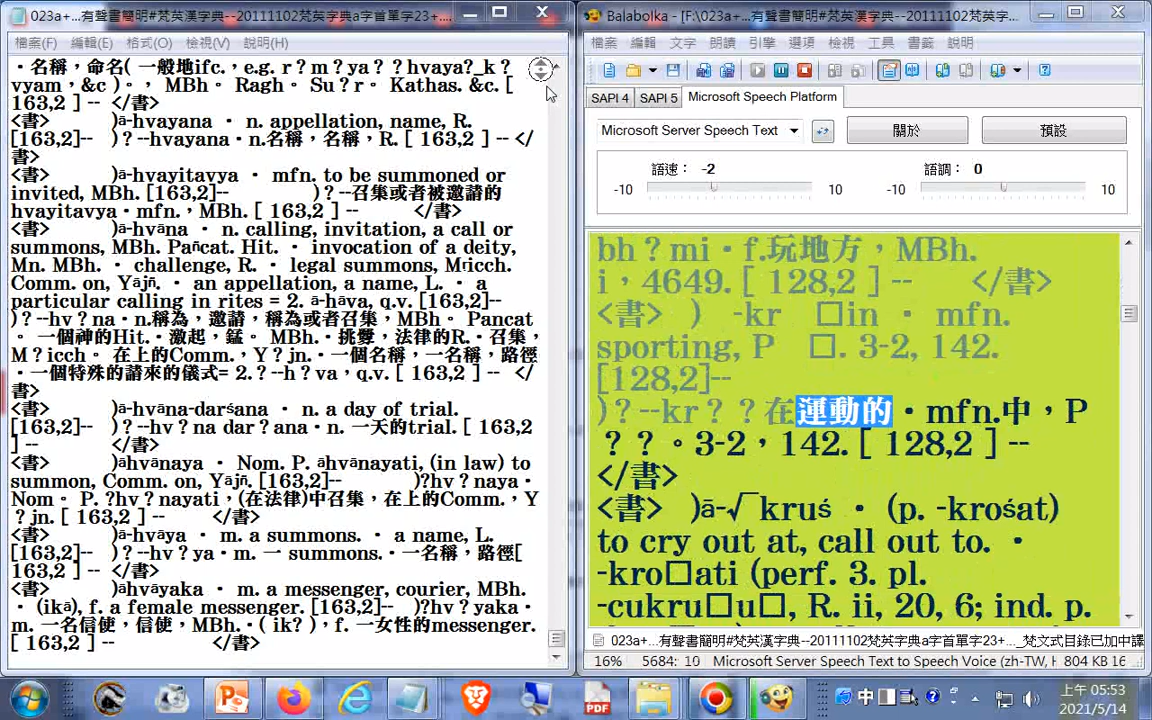 有聲書簡明#梵英漢字典--20111102梵英字典a字首單字23+...
檔案(F) 編輯(E) 格式(O) 檢視(V) 說明(H)
・名稱，命名( 一般地ifc.，e.g. r？m？ya？？hvaya?_k？
vyam，&c )。， MBh。Ragh。Su？r。Kathas. &c. [
163,2 ] -- </書>
<書> )ā-hvayana ・ n. appellation, name, R.
[163,2]-- )？--hvayana・n.名稱，名稱，R. [ 163,2 ] -- </
書>
<書> )ā-hvayitavya ・ mfn. to be summoned or
invited, MBh. [163,2]-- )？--召集或者被邀請的
hvayitavya・mfn.，MBh. [ 163,2 ] -- </書>
<書> )ā-hvāna ・ n. calling, invitation, a call or
summons, MBh. Pañcat. Hit. ・ invocation of a deity,
Mn. MBh. ・ challenge, R. ・ legal summons, Mṛicch.
Comm. on, Yājñ. ・ an appellation, a name, L. ・ a
particular calling in rites = 2. ā-hāva, q.v. [163,2]--
)？--hv？na・n.稱為，邀請，稱為或者召集，MBh。Pancat
。一個神的Hit.・激起，錳。 MBh.・挑釁，法律的R.・召集，
M？icch。 在上的Comm.，Y？jn.・一個名稱，一名稱，路徑
・一個特殊的請來的儀式= 2.？--h？va，q.v. [ 163,2 ] -- </
書>
<書> )ā-hvāna-darśana ・ n. a day of trial.
[163,2]-- )？--hv？na dar？ana・n. 一天的trial. [ 163,2
] -- </書>
<書> )āhvānaya ・ Nom. P. āhvānayati, (in law) to
summon, Comm. on, Yājñ. [163,2]-- )?hv？naya・
Nom。 P. ?hv？nayati，(在法律)中召集，在上的Comm.，Y
？jn. [ 163,2 ] -- </書>
<書> )ā-hvāya ・ m. a summons. ・ a name, L.
[163,2]-- )？--hv？ya・m. 一 summons.・一名稱，路徑[
163,2 ] -- </書>
<書> )āhvāyaka ・ m. a messenger, courier, MBh.
・ (ikā), f. a female messenger. [163,2]-- )?hv？yaka・
m. 一名信使，信使，MBh.・( ik？)，f. 一女性的messenger.
[ 163,2 ] -- </書>
Balabolka - [F:\023a+...有聲書簡明#梵英漢字典--20111102梵英字...
檔案 編輯 文字 朗讀 引擎 選項 檢視 工具 書籤 說明
SAPI 4 SAPI 5 Microsoft Speech Platform
Microsoft Server Speech Text 關於 預設
語速： -2 語調： 0
-10 10 -10 10
bh？mi・f.玩地方，MBh.
i，4649. [ 128,2 ] -- </書>
<書> ) -kr □in ・ mfn.
sporting, P □. 3-2, 142.
[128,2]--
)？--kr？？在運動的・mfn.中，P
？？。3-2，142. [ 128,2 ] --
</書>
<書> )ā-√kruś ・ (p. -krośat)
to cry out at, call out to. ・
-kro□ati (perf. 3. pl.
-cukru□u□, R. ii, 20, 6; ind. p.
023a+...有聲書簡明#梵英漢字典--20111102梵英字典a字首單字23+..._梵文式目錄已加中譯
16% 5684: 10 Microsoft Server Speech Text to Speech Voice (zh-TW, H 804 KB 16
中
上午 05:53
2021/5/14
PDF